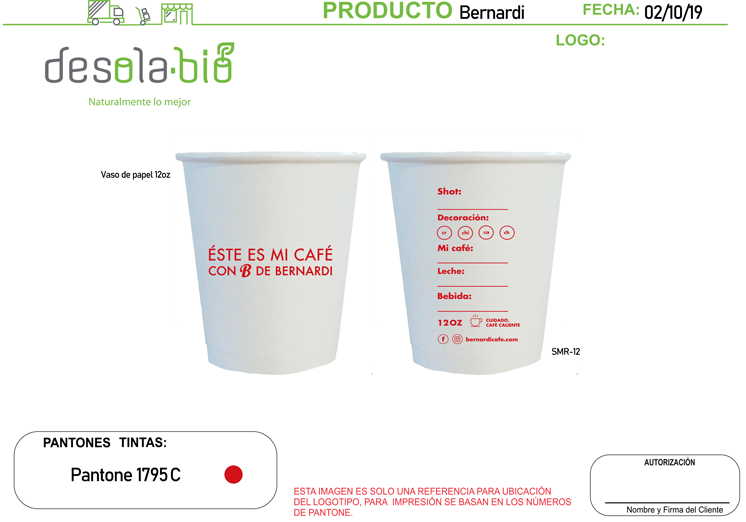 PRODUCTO Bernardi
FECHA: 02/10/19
LOGO:
desola·bio
Naturalmente lo mejor
Vaso de papel 12oz
ÉSTE ES MI CAFÉ
CON B DE BERNARDI
Shot:
Decoración:
cr chi ca ch
Mi café:
Leche:
Bebida:
12OZ CUIDADO,
CAFÉ CALIENTE
f bernardicafe.com
SMR-12
PANTONES TINTAS:
Pantone 1795 C
ESTA IMAGEN ES SOLO UNA REFERENCIA PARA UBICACIÓN
DEL LOGOTIPO, PARA IMPRESIÓN SE BASAN EN LOS NÚMEROS
DE PANTONE.
AUTORIZACIÓN
Nombre y Firma del Cliente